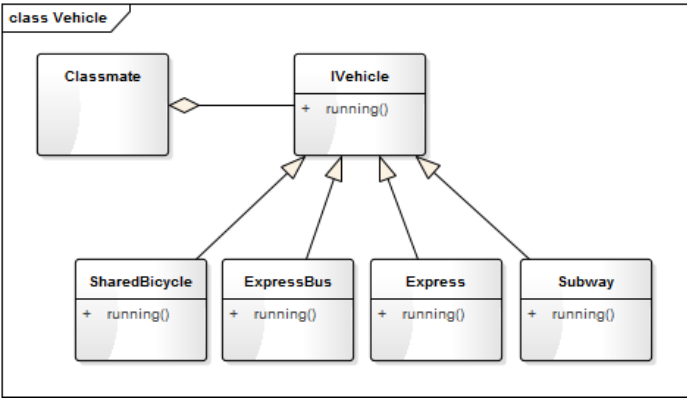 class Vehicle
Classmate
IVehicle
+ running()
SharedBicycle
+ running()
ExpressBus
+ running()
Express
+ running()
Subway
+ running()